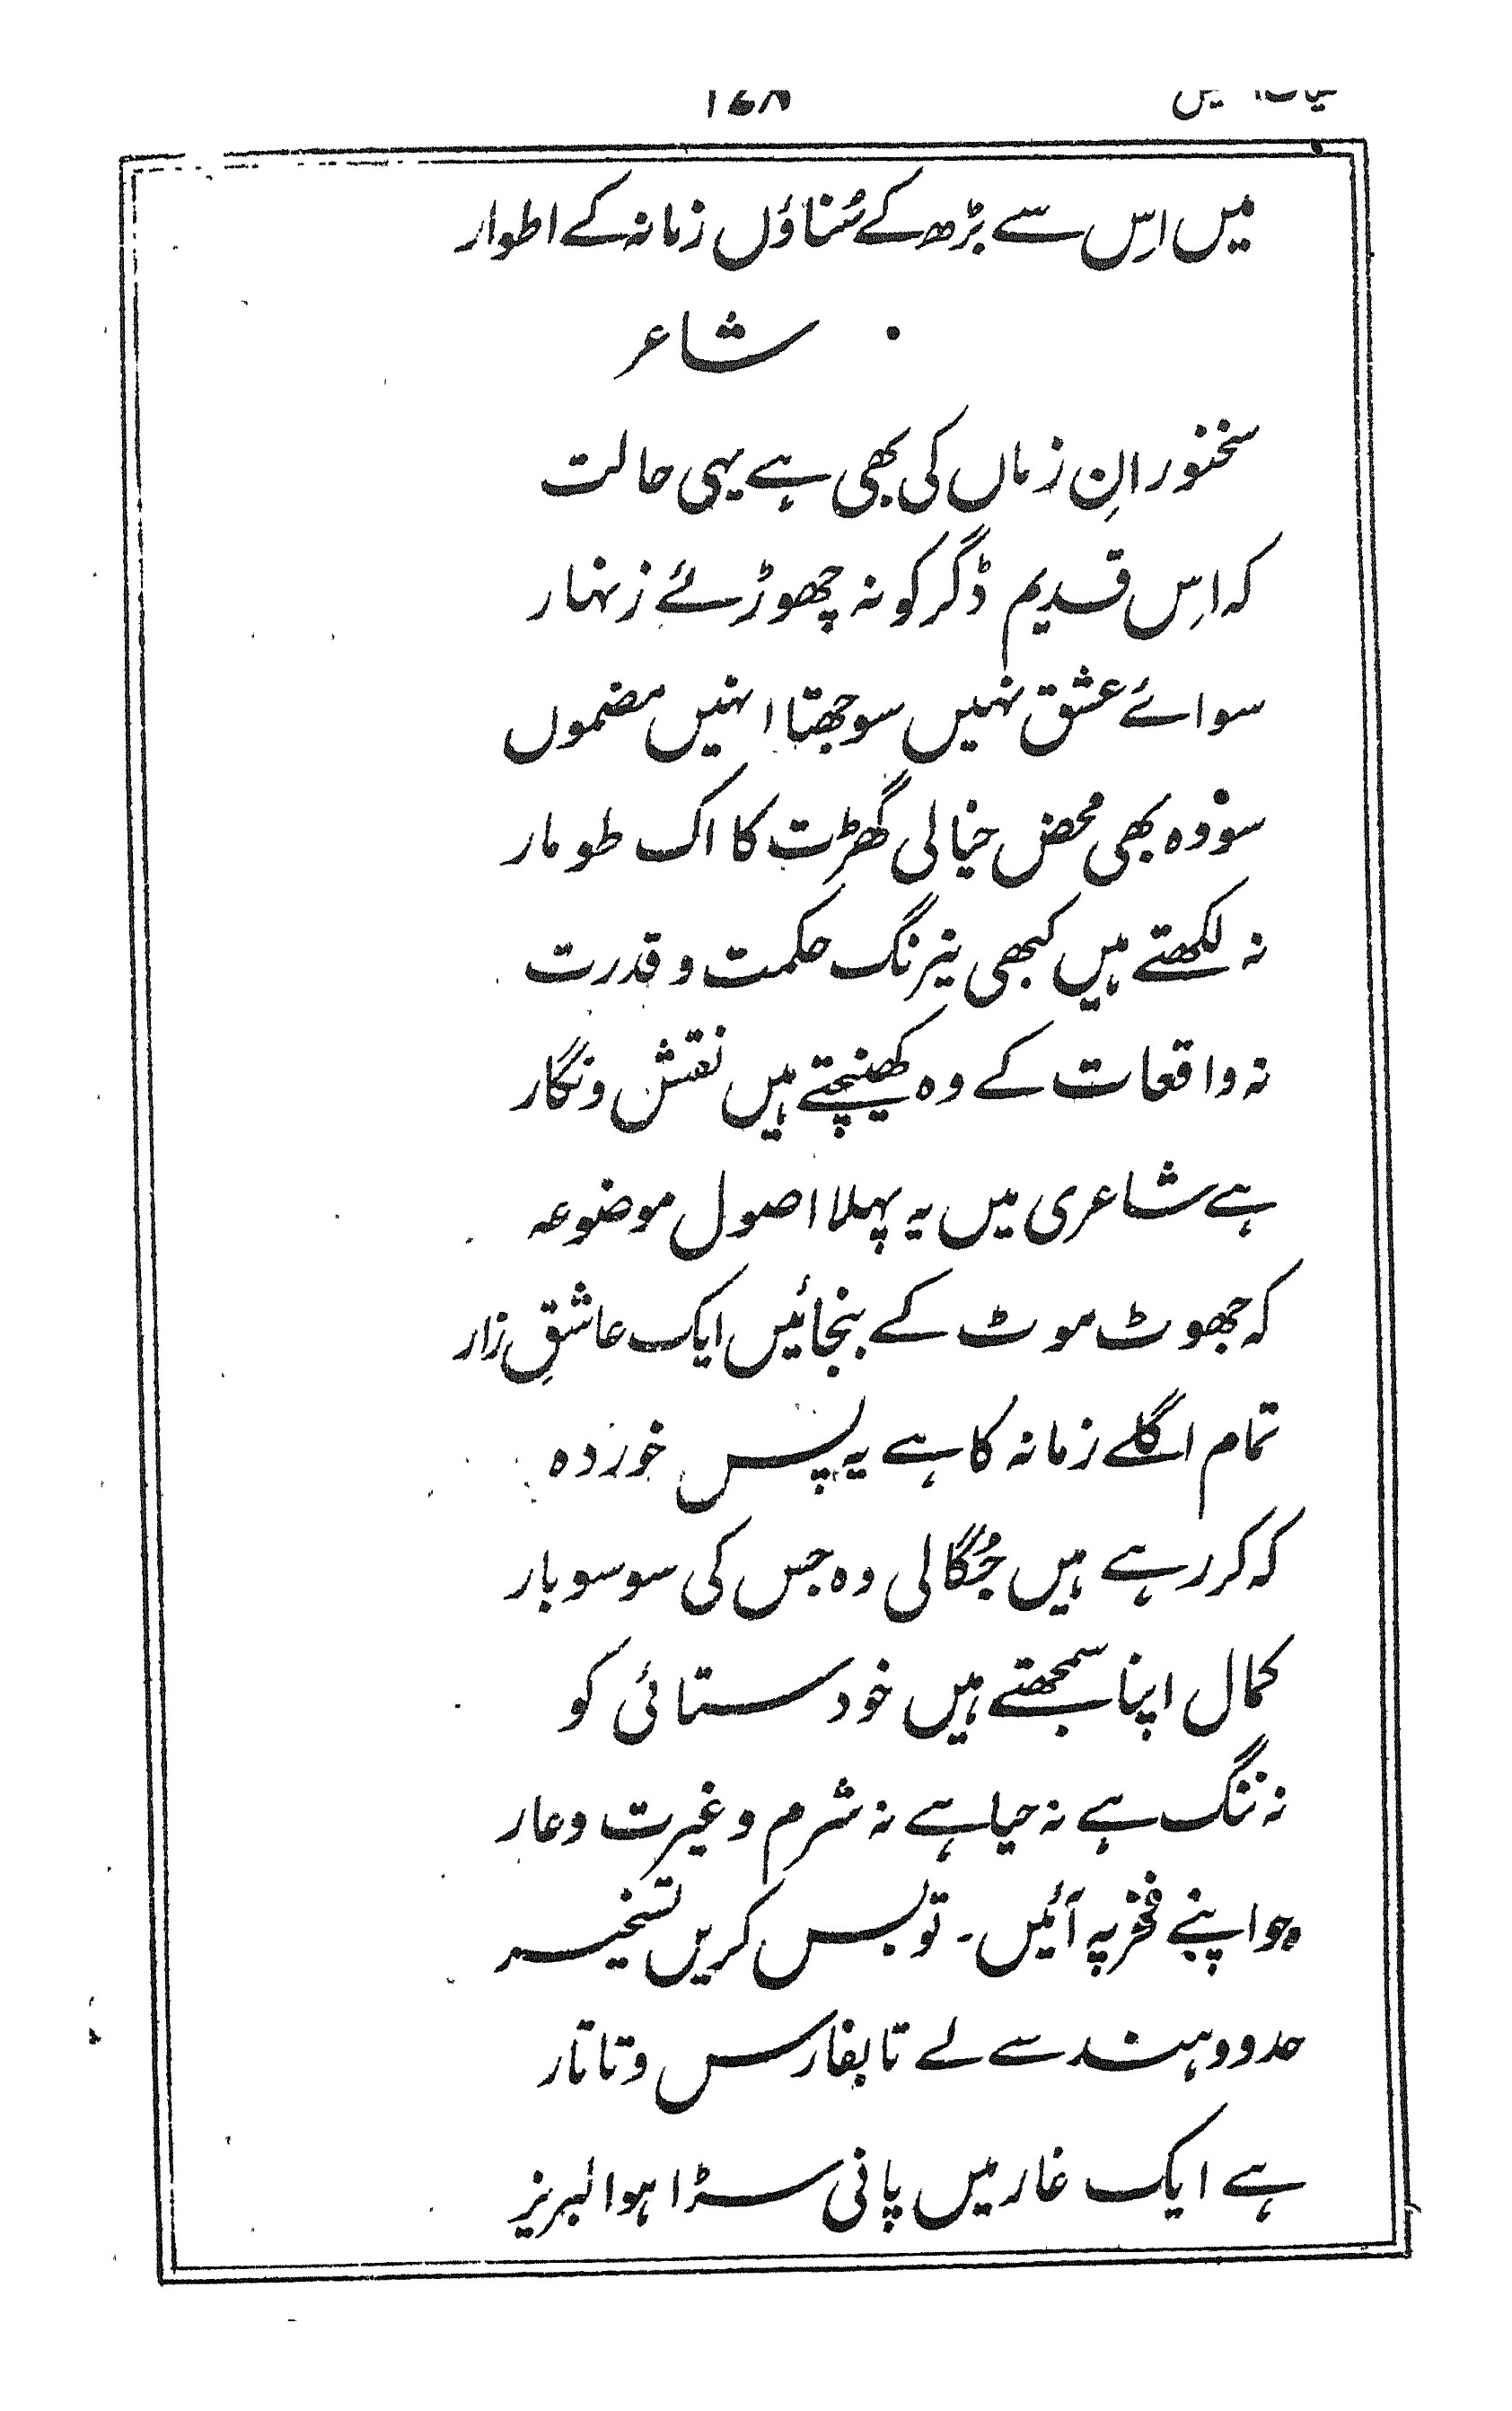 ۱۶۸
میں اِس سے بڑھ کے سُناؤں زمانہ کے اطوار
شاعر
سخنورانِ زماں کی بھی ہے یہی حالت
کہ اِس قدیم ڈگر کو نہ چھوڑئے زنہار
سوائے عشق نہیں سوجھتا انہیں مضموں
سو وہ بھی محض خیالی گھڑت کا اک طومار
نہ لکھتے ہیں کبھی نیرنگ حکمت و قدرت
نہ واقعات کے وہ کھینچتے ہیں نقش و نگار
ہے شاعری میں یہ پہلا اصول موضوعہ
کہ جھوٹ موٹ کے بنجائیں ایک عاشقِ زار
تمام اگلے زمانہ کا ہے یہ پس خوردہ
کہ کر رہے ہیں جُگالی وہ جس کی سو سو بار
کمال اپنا سمجھتے ہیں خود ستائی کو
نہ ننگ ہے نہ حیا ہے نہ شرم و غیرت و عار
جو اپنے فخر پہ آئیں۔ تو بس کریں تسخیر
حدود ہند سے لے تا بفارس و تاتار
ہے ایک غار میں پانی سڑا ہوا لبریز